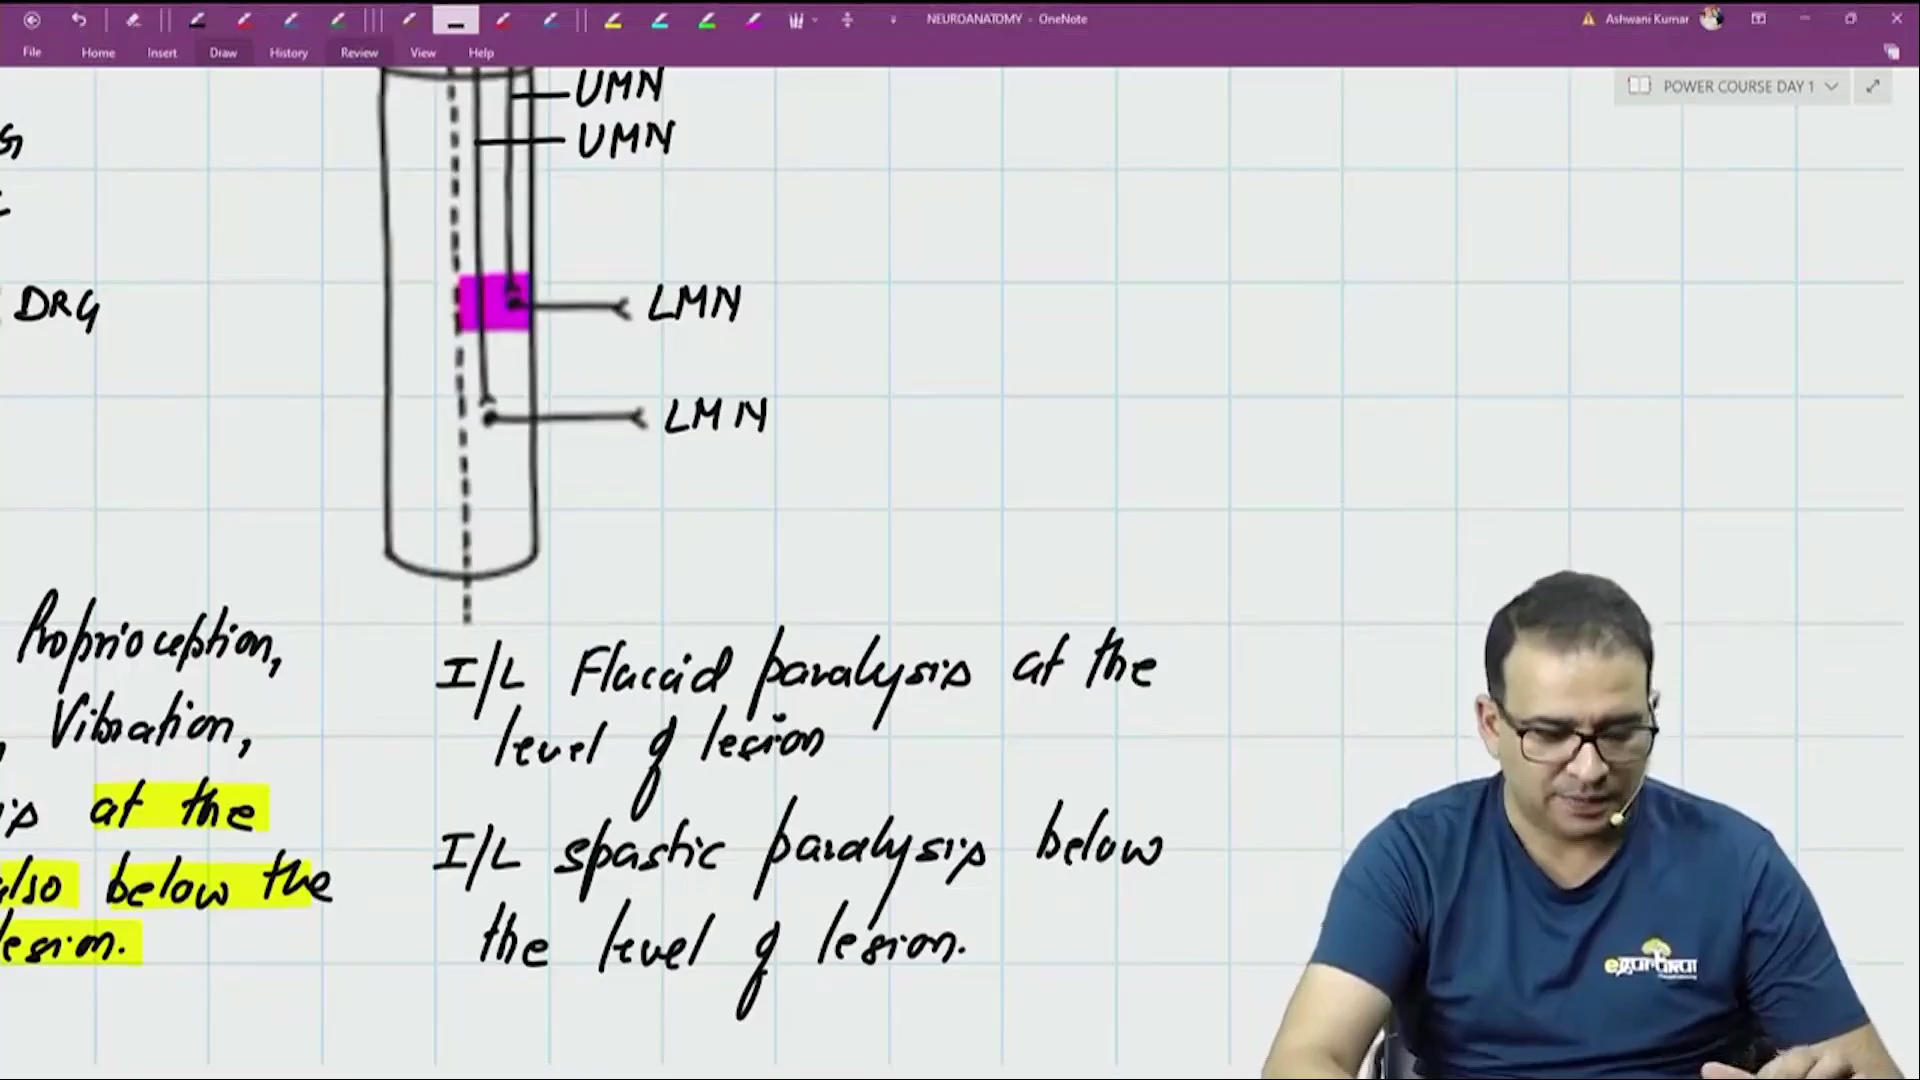 NEUROANATOMY - OneNote
Ashwani Kumar
File Home Insert Draw History Review View Help
POWER COURSE DAY 1
UMN
UMN
G
DRG
LMN
LMN
Proprioception,
Vibration,
at the
also below the
lesion.
I/L Flacid paralysis at the
level of lesion
I/L spastic paralysis below
the level of lesion.